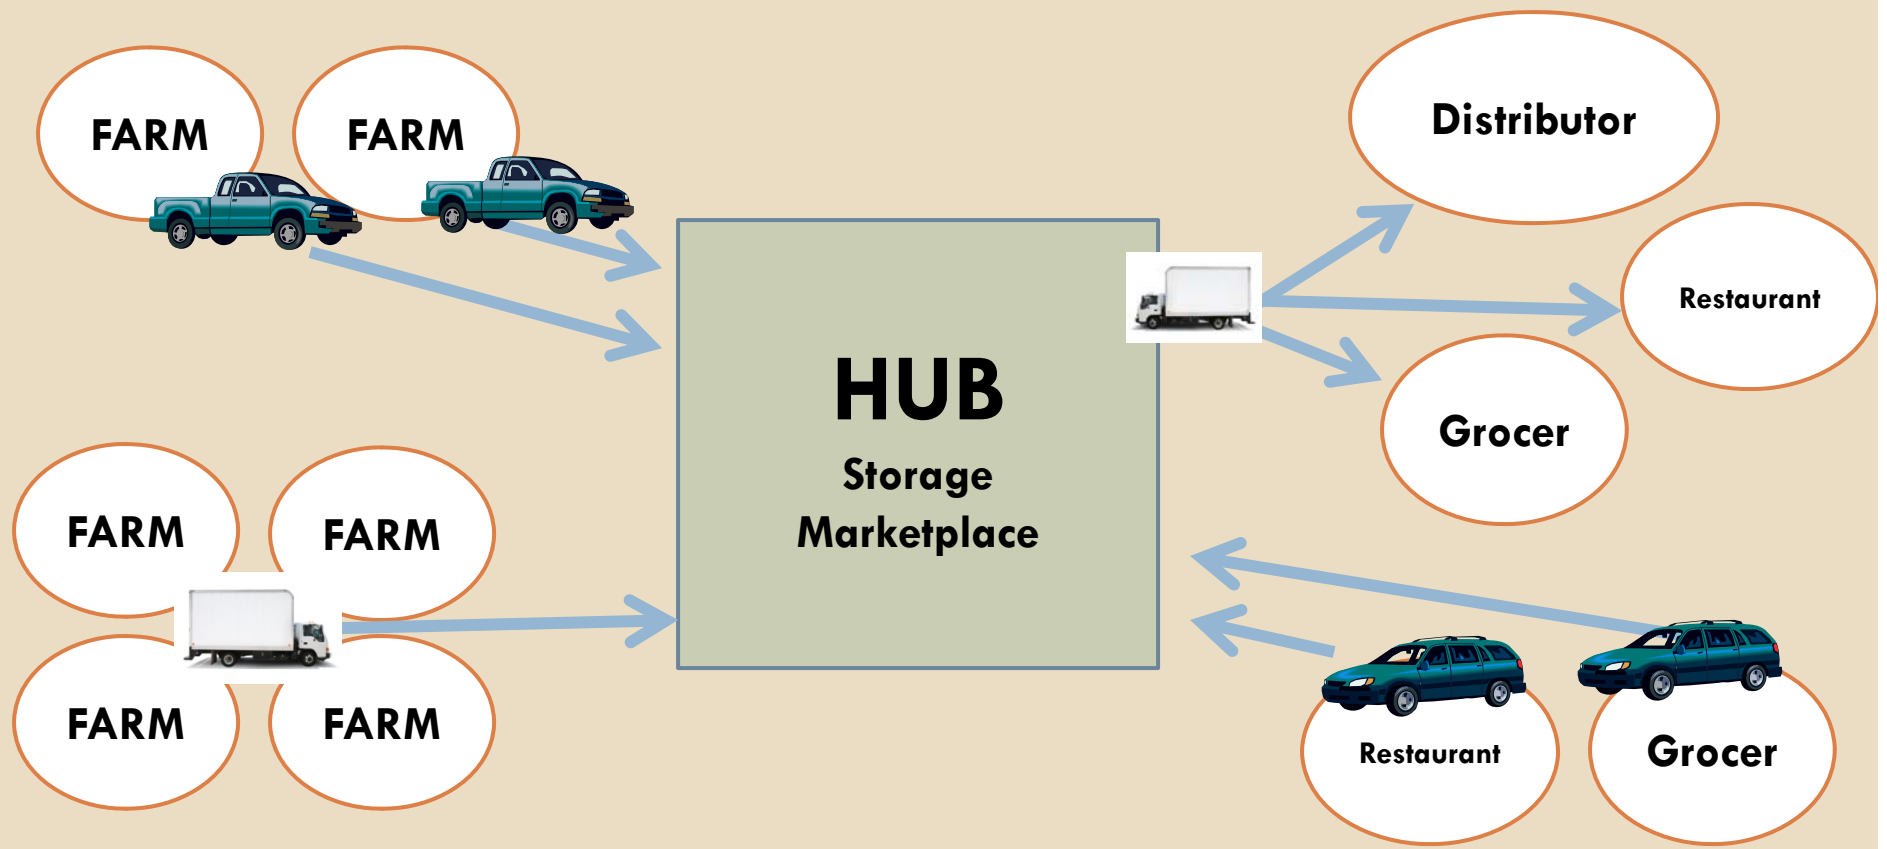 FARM
FARM
Distributor
Restaurant
HUB
Storage
Marketplace
Grocer
FARM
FARM
FARM
FARM
Restaurant
Grocer